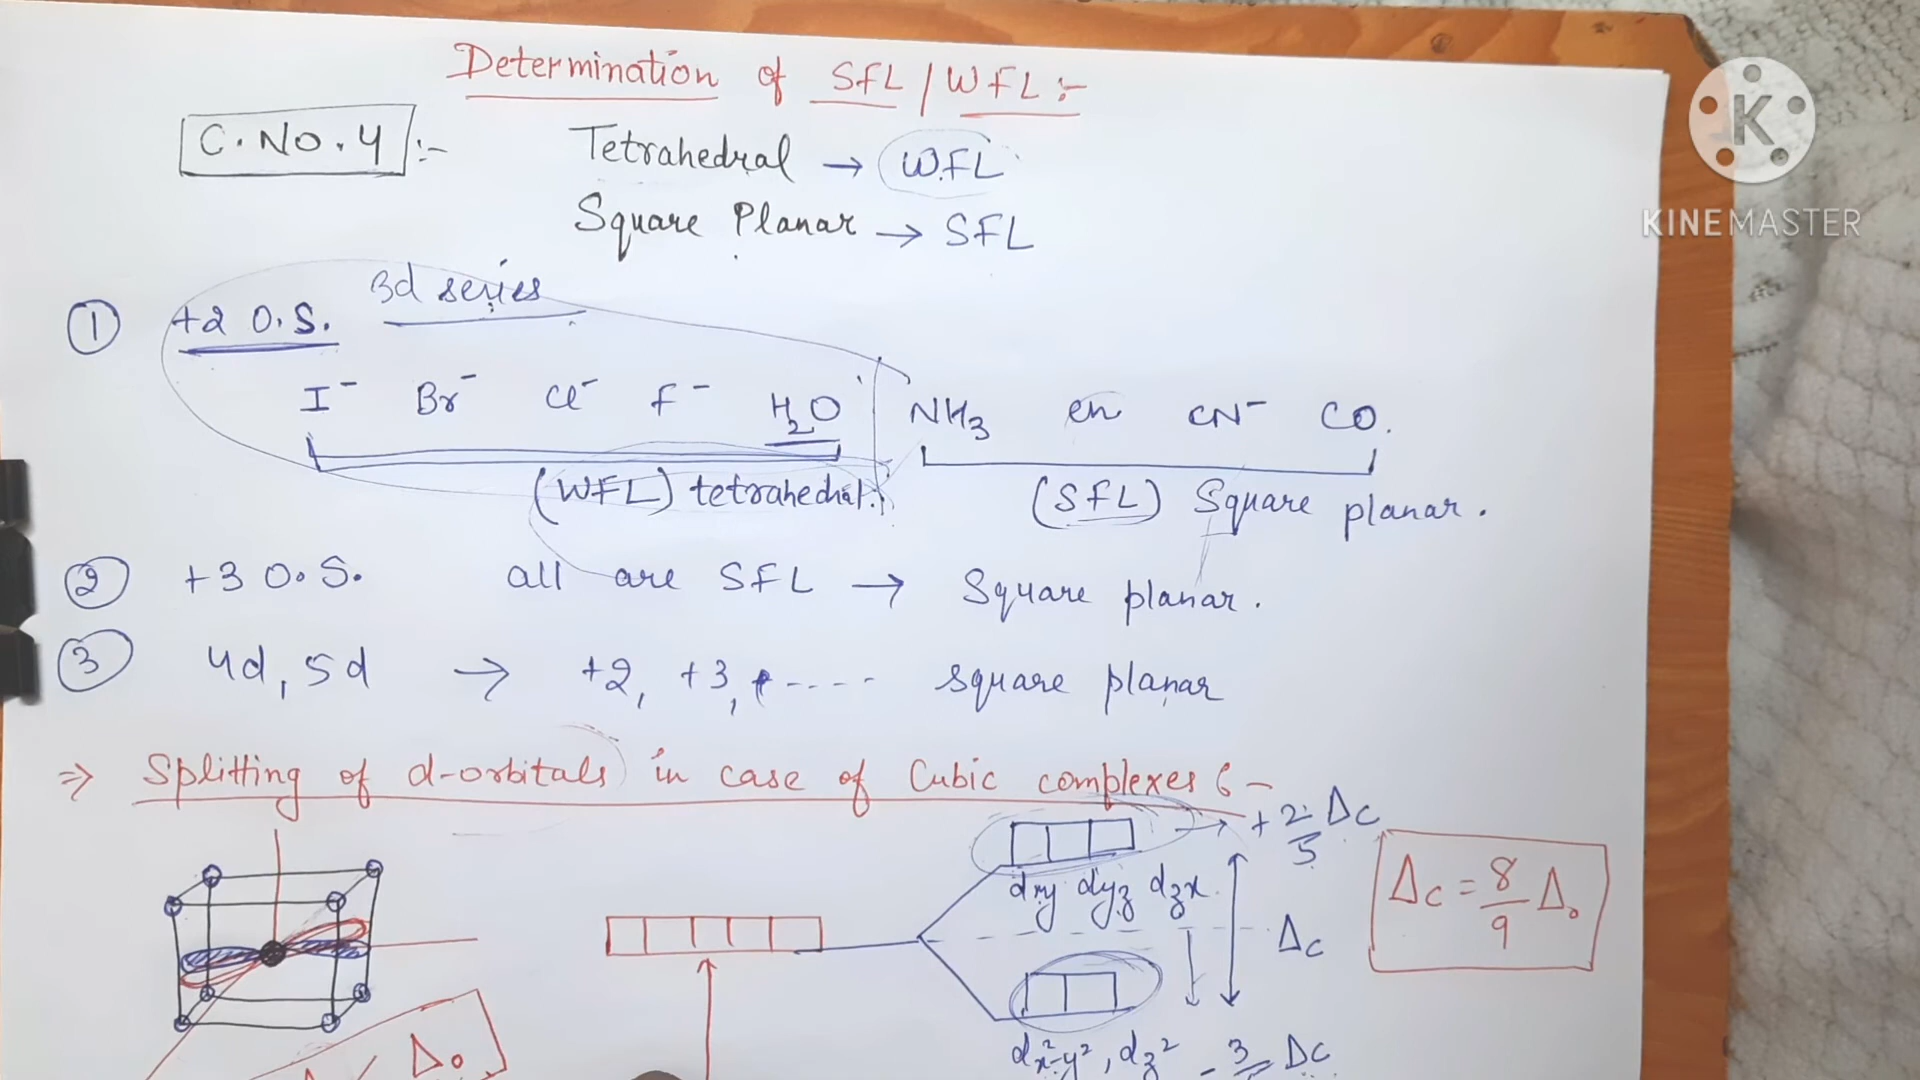 Determination of SFL / WFL :-
C.NO.4 :-
Tetrahedral → WFL
Square Planar → SFL
K
KINEMASTER
① +2 O.S. 3d series
I⁻ Br⁻ Cl⁻ F⁻ H₂O NH₃ en CN⁻ CO.
(WFL) tetrahedral. (SFL) Square planar.
② +3 O.S. all are SFL → Square planar.
③ 4d, 5d → +2, +3, ---- square planar
⇒ Splitting of d-orbitals in case of Cubic complexes :-
+2/5 Δc
dxy dyz dzx.
Δc
Δc = 8/9 Δ₀
dx²-y², dz² -3/5 Δc
Δ₀